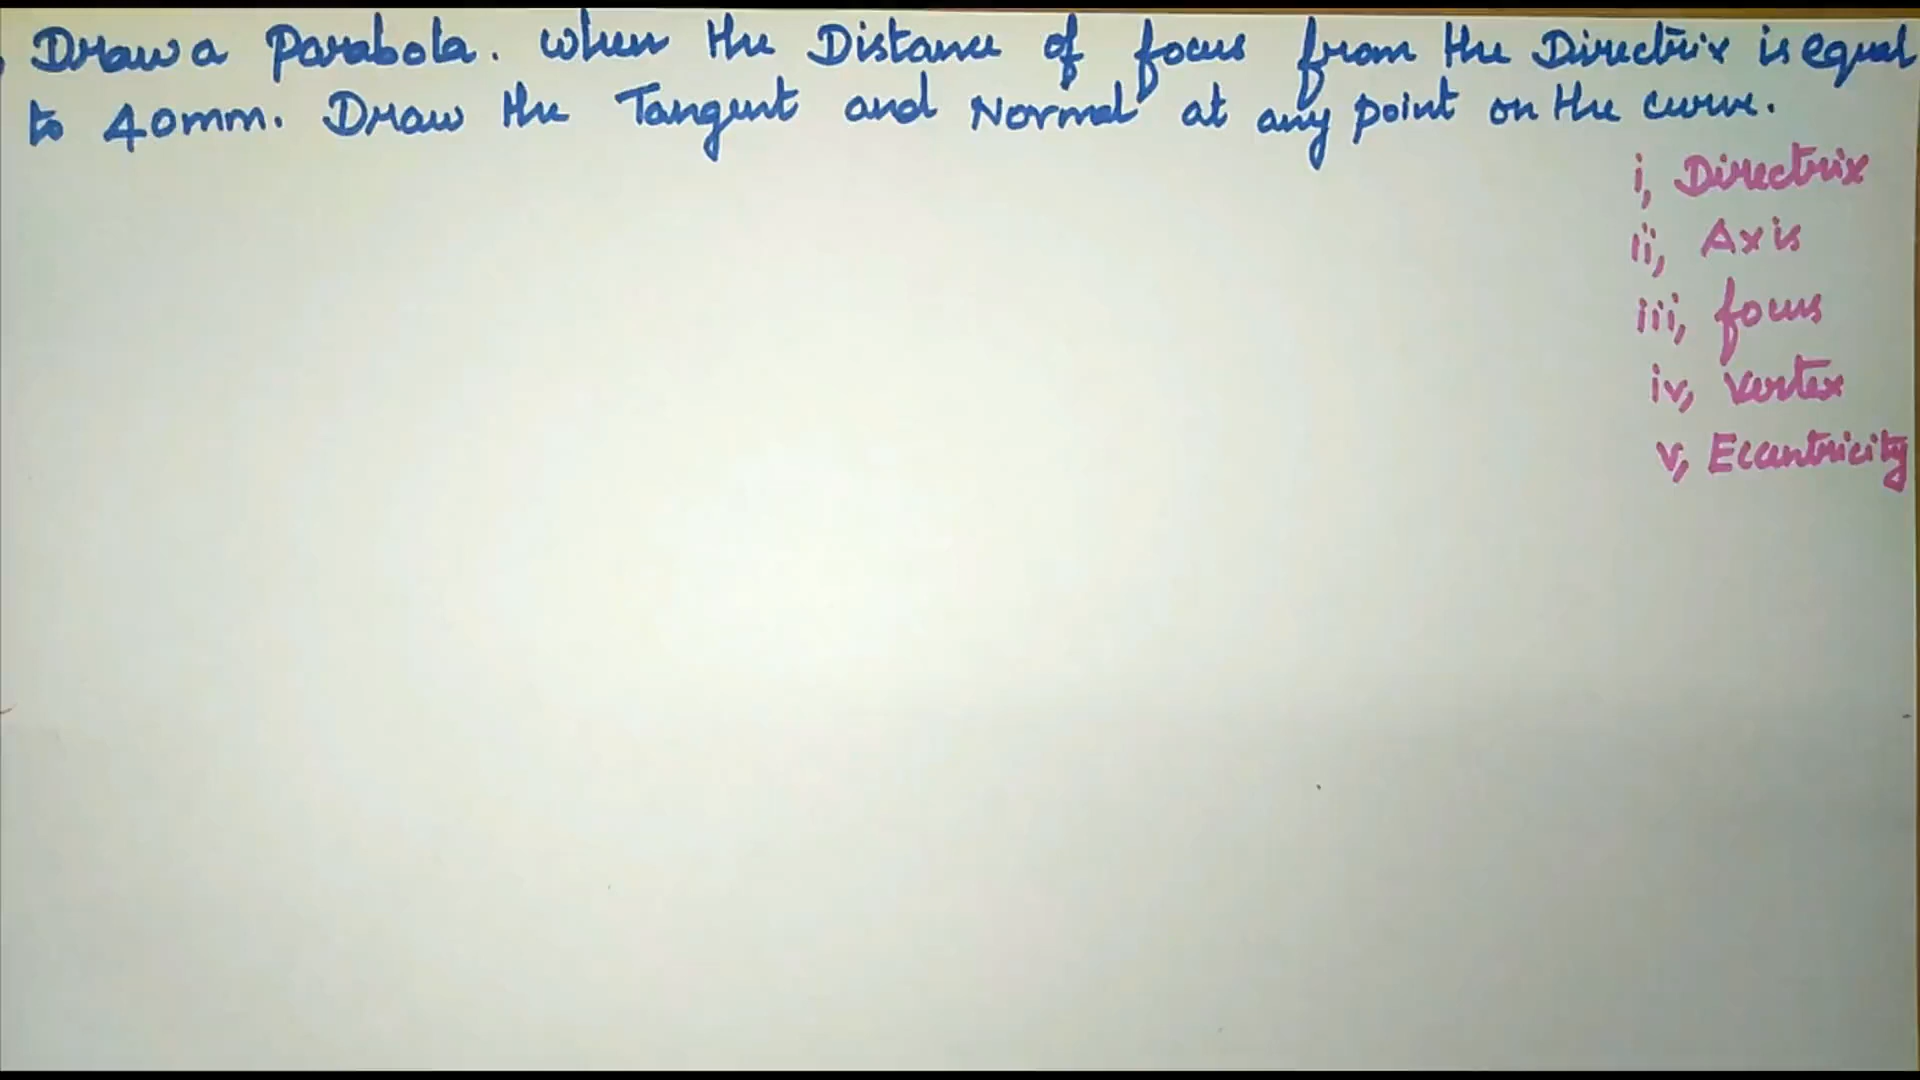 Draw a Parabola. when the Distance of focus from the Directrix is equal
to 40mm. Draw the Tangent and Normal at any point on the curve.
i, Directrix
ii, Axis
iii, focus
iv, Vertex
v, Eccentricity